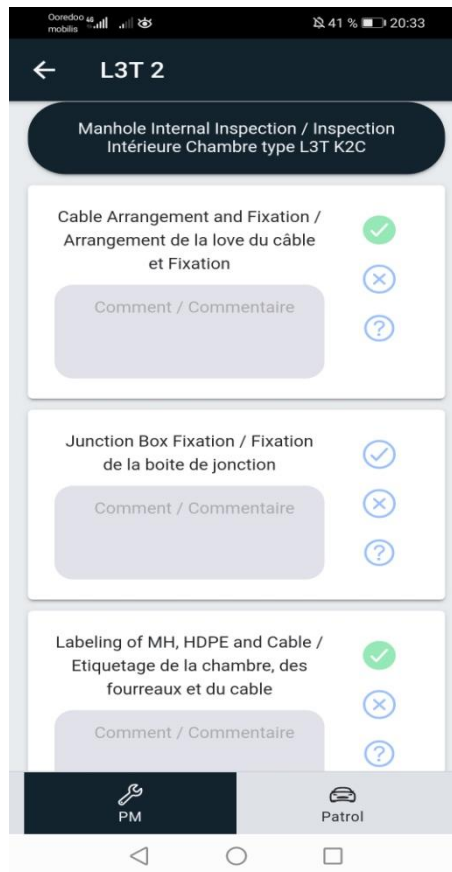 Ooredoo 4G
mobilis
41 % 20:33
L3T 2
Manhole Internal Inspection / Inspection
Intérieure Chambre type L3T K2C
Cable Arrangement and Fixation /
Arrangement de la love du câble
et Fixation
Comment / Commentaire
Junction Box Fixation / Fixation
de la boite de jonction
Comment / Commentaire
Labeling of MH, HDPE and Cable /
Etiquetage de la chambre, des
fourreaux et du cable
Comment / Commentaire
PM
Patrol